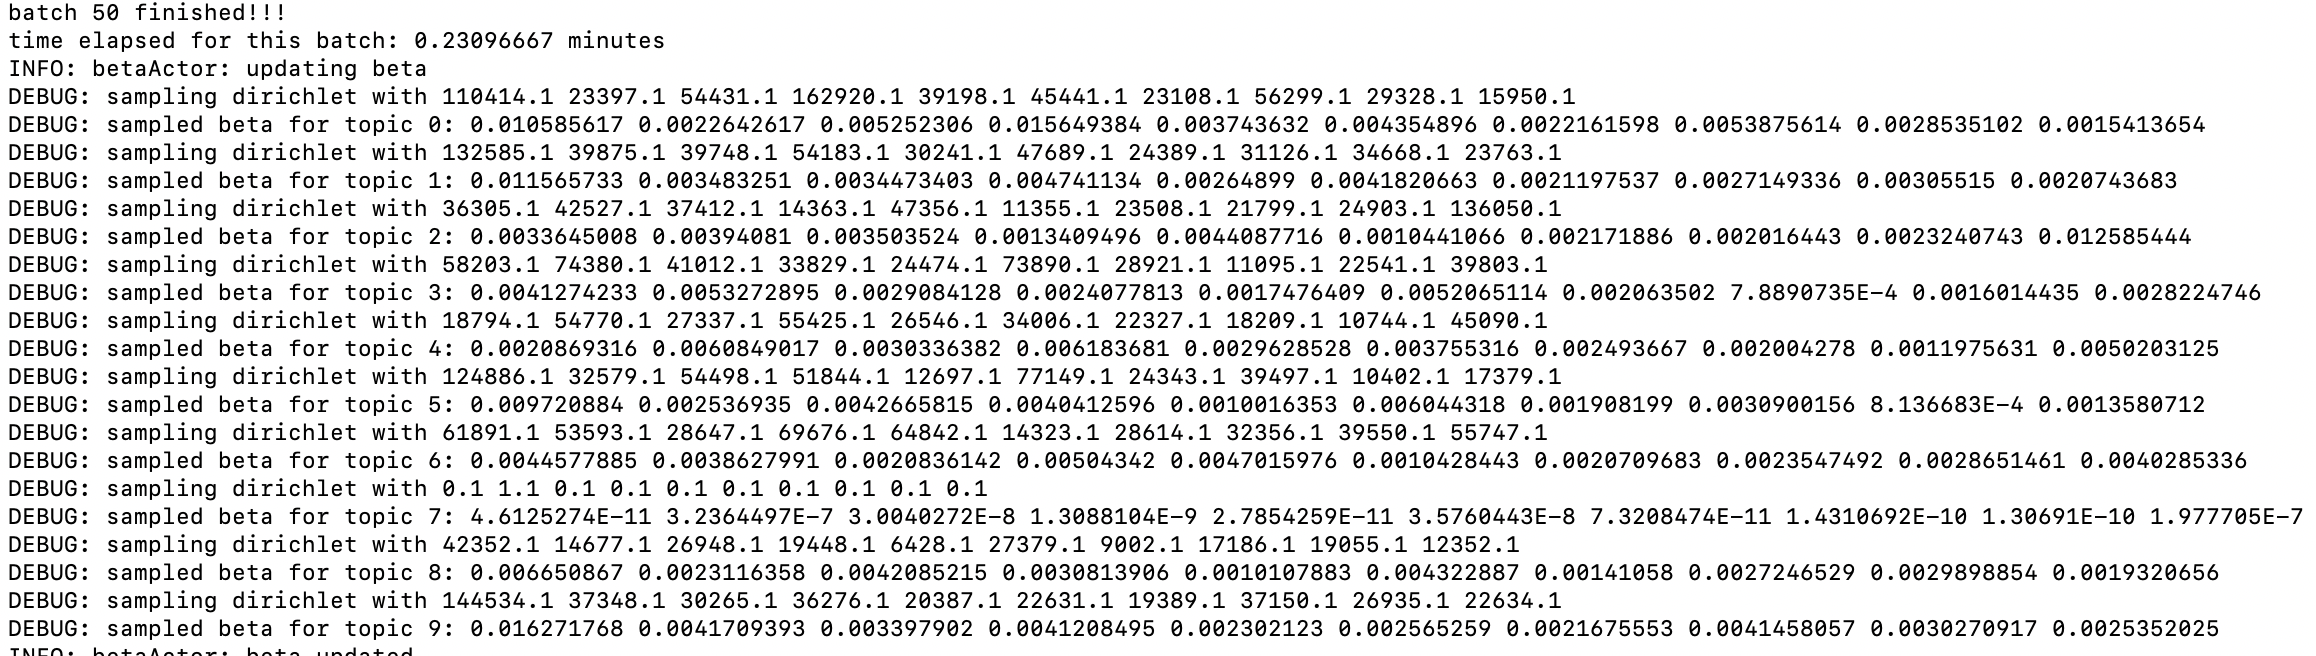 batch 50 finished!!!
time elapsed for this batch: 0.23096667 minutes
INFO: betaActor: updating beta
DEBUG: sampling dirichlet with 110414.1 23397.1 54431.1 162920.1 39198.1 45441.1 23108.1 56299.1 29328.1 15950.1
DEBUG: sampled beta for topic 0: 0.010585617 0.0022642617 0.005252306 0.015649384 0.003743632 0.004354896 0.0022161598 0.0053875614 0.0028535102 0.0015413654
DEBUG: sampling dirichlet with 132585.1 39875.1 39748.1 54183.1 30241.1 47689.1 24389.1 31126.1 34668.1 23763.1
DEBUG: sampled beta for topic 1: 0.011565733 0.003483251 0.0034473403 0.004741134 0.00264899 0.0041820663 0.0021197537 0.0027149336 0.00305515 0.0020743683
DEBUG: sampling dirichlet with 36305.1 42527.1 37412.1 14363.1 47356.1 11355.1 23508.1 21799.1 24903.1 136050.1
DEBUG: sampled beta for topic 2: 0.0033645008 0.00394081 0.003503524 0.0013409496 0.0044087716 0.0010441066 0.002171886 0.002016443 0.0023240743 0.012585444
DEBUG: sampling dirichlet with 58203.1 74380.1 41012.1 33829.1 24474.1 73890.1 28921.1 11095.1 22541.1 39803.1
DEBUG: sampled beta for topic 3: 0.0041274233 0.0053272895 0.0029084128 0.0024077813 0.0017476409 0.0052065114 0.002063502 7.8890735E-4 0.0016014435 0.0028224746
DEBUG: sampling dirichlet with 18794.1 54770.1 27337.1 55425.1 26546.1 34006.1 22327.1 18209.1 10744.1 45090.1
DEBUG: sampled beta for topic 4: 0.0020869316 0.0060849017 0.0030336382 0.006183681 0.0029628528 0.003755316 0.002493667 0.002004278 0.0011975631 0.0050203125
DEBUG: sampling dirichlet with 124886.1 32579.1 54498.1 51844.1 12697.1 77149.1 24343.1 39497.1 10402.1 17379.1
DEBUG: sampled beta for topic 5: 0.009720884 0.002536935 0.0042665815 0.0040412596 0.0010016353 0.006044318 0.001908199 0.0030900156 8.136683E-4 0.0013580712
DEBUG: sampling dirichlet with 61891.1 53593.1 28647.1 69676.1 64842.1 14323.1 28614.1 32356.1 39550.1 55747.1
DEBUG: sampled beta for topic 6: 0.0044577885 0.0038627991 0.0020836142 0.00504342 0.0047015976 0.0010428443 0.0020709683 0.0023547492 0.0028651461 0.0040285336
DEBUG: sampling dirichlet with 0.1 1.1 0.1 0.1 0.1 0.1 0.1 0.1 0.1 0.1
DEBUG: sampled beta for topic 7: 4.6125274E-11 3.2364497E-7 3.0040272E-8 1.3088104E-9 2.7854259E-11 3.5760443E-8 7.3208474E-11 1.4310692E-10 1.30691E-10 1.977705E-7
DEBUG: sampling dirichlet with 42352.1 14677.1 26948.1 19448.1 6428.1 27379.1 9002.1 17186.1 19055.1 12352.1
DEBUG: sampled beta for topic 8: 0.006650867 0.0023116358 0.0042085215 0.0030813906 0.0010107883 0.004322887 0.00141058 0.0027246529 0.0029898854 0.0019320656
DEBUG: sampling dirichlet with 144534.1 37348.1 30265.1 36276.1 20387.1 22631.1 19389.1 37150.1 26935.1 22634.1
DEBUG: sampled beta for topic 9: 0.016271768 0.0041709393 0.003397902 0.0041208495 0.002302123 0.002565259 0.0021675553 0.0041458057 0.0030270917 0.0025352025
INFO: betaActor: beta updated